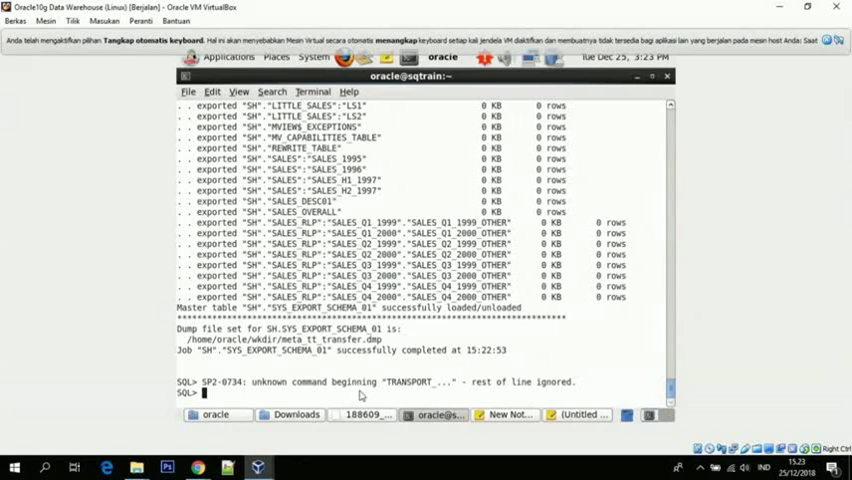 Oracle10g Data Warehouse (Linux) [Berjalan] - Oracle VM VirtualBox
Berkas Mesin Tilik Masukan Peranti Bantuan
Anda telah mengaktifkan pilihan Tangkap otomatis keyboard. Hal ini akan menyebabkan Mesin Virtual secara otomatis menangkap keyboard setiap kali jendela VM diaktifkan dan membuatnya tidak tersedia bagi aplikasi lain yang berjalan pada mesin host Anda: Saat
Applications Places System oracle Tue Dec 25, 3:23 PM
oracle@sqtrain:~
File Edit View Search Terminal Help
. . exported "SH"."LITTLE_SALES":"LS1" 0 KB 0 rows
. . exported "SH"."LITTLE_SALES":"LS2" 0 KB 0 rows
. . exported "SH"."MVIEW$_EXCEPTIONS" 0 KB 0 rows
. . exported "SH"."MV_CAPABILITIES_TABLE" 0 KB 0 rows
. . exported "SH"."REWRITE_TABLE" 0 KB 0 rows
. . exported "SH"."SALES":"SALES_1995" 0 KB 0 rows
. . exported "SH"."SALES":"SALES_1996" 0 KB 0 rows
. . exported "SH"."SALES":"SALES_H1_1997" 0 KB 0 rows
. . exported "SH"."SALES":"SALES_H2_1997" 0 KB 0 rows
. . exported "SH"."SALES_DESC01" 0 KB 0 rows
. . exported "SH"."SALES_OVERALL" 0 KB 0 rows
. . exported "SH"."SALES_RLP":"SALES_Q1_1999"."SALES_Q1_1999_OTHER" 0 KB 0 rows
. . exported "SH"."SALES_RLP":"SALES_Q1_2000"."SALES_Q1_2000_OTHER" 0 KB 0 rows
. . exported "SH"."SALES_RLP":"SALES_Q2_1999"."SALES_Q2_1999_OTHER" 0 KB 0 rows
. . exported "SH"."SALES_RLP":"SALES_Q2_2000"."SALES_Q2_2000_OTHER" 0 KB 0 rows
. . exported "SH"."SALES_RLP":"SALES_Q3_1999"."SALES_Q3_1999_OTHER" 0 KB 0 rows
. . exported "SH"."SALES_RLP":"SALES_Q3_2000"."SALES_Q3_2000_OTHER" 0 KB 0 rows
. . exported "SH"."SALES_RLP":"SALES_Q4_1999"."SALES_Q4_1999_OTHER" 0 KB 0 rows
. . exported "SH"."SALES_RLP":"SALES_Q4_2000"."SALES_Q4_2000_OTHER" 0 KB 0 rows
Master table "SH"."SYS_EXPORT_SCHEMA_01" successfully loaded/unloaded
******************************************************************************
Dump file set for SH.SYS_EXPORT_SCHEMA_01 is:
/home/oracle/wkdir/meta_tt_transfer.dmp
Job "SH"."SYS_EXPORT_SCHEMA_01" successfully completed at 15:22:53
SQL> SP2-0734: unknown command beginning "TRANSPORT_..." - rest of line ignored.
SQL>
oracle Downloads 188609_... oracle@s... New Not... (Untitled ...
Right Ctrl
IND 15.23
25/12/2018